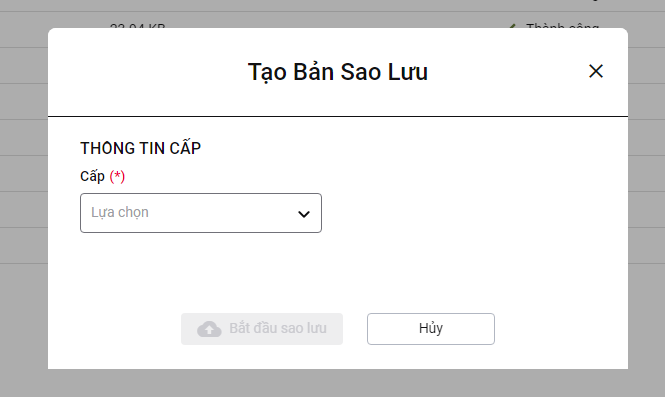 Tạo Bản Sao Lưu
THÔNG TIN CẤP
Cấp (*)
Lựa chọn
Bắt đầu sao lưu
Hủy